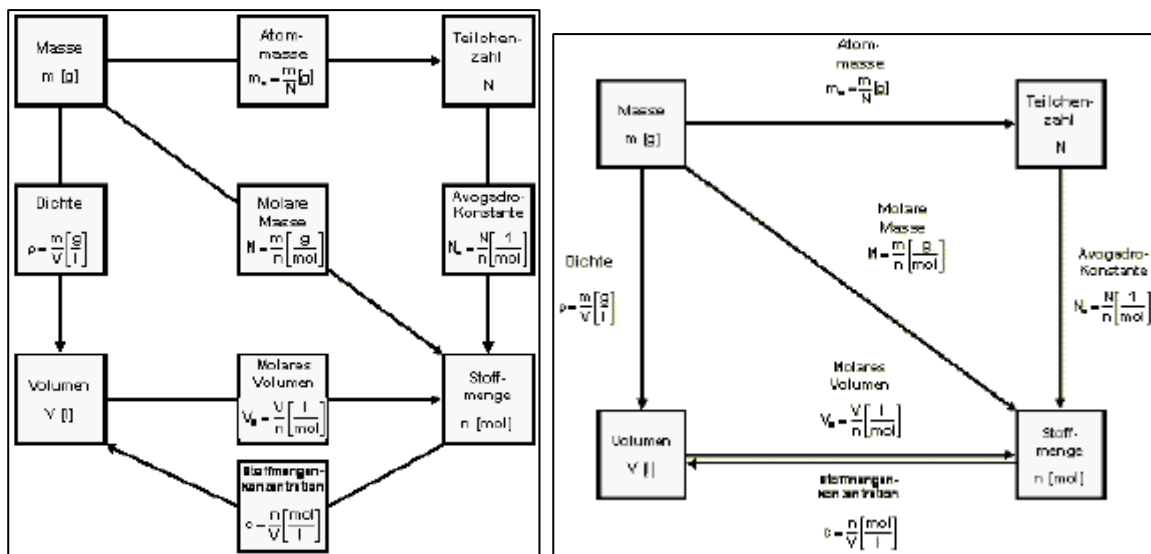 Masse
m [g]
Atom-
masse
mₐ = m/N [g]
Teilchen-
zahl
N
Dichte
ρ = m/V [g/l]
Molare
Masse
M = m/n [g/mol]
Avogadro-
Konstante
Nₐ = N/n [1/mol]
Volumen
V [l]
Molares
Volumen
Vₘ = V/n [l/mol]
Stoff-
menge
n [mol]
Stoffmengen-
konzentration
c = n/V [mol/l]
Atom-
masse
mₐ = m/N [g]
Masse
m [g]
Teilchen-
zahl
N
Molare
Masse
M = m/n [g/mol]
Dichte
ρ = m/V [g/l]
Avogadro-
Konstante
Nₐ = N/n [1/mol]
Molares
Volumen
Vₘ = V/n [l/mol]
Volumen
V [l]
Stoff-
menge
n [mol]
Stoffmengen-
konzentration
c = n/V [mol/l]